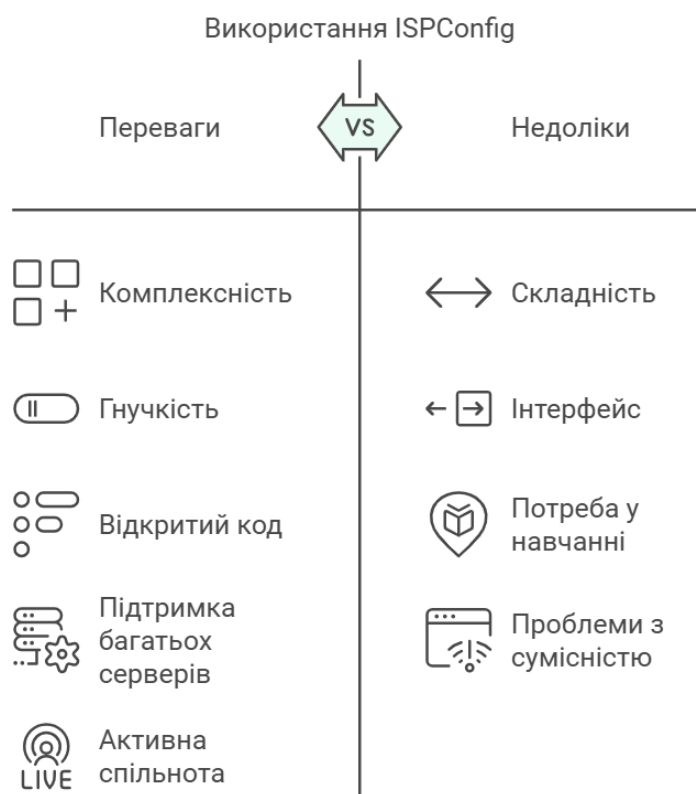 Використання ISPConfig
Переваги
VS
Недоліки
Комплексність
Складність
Гнучкість
Інтерфейс
Відкритий код
Потреба у
навчанні
Підтримка
багатьох
серверів
Проблеми з
сумісністю
LIVE
Активна
спільнота